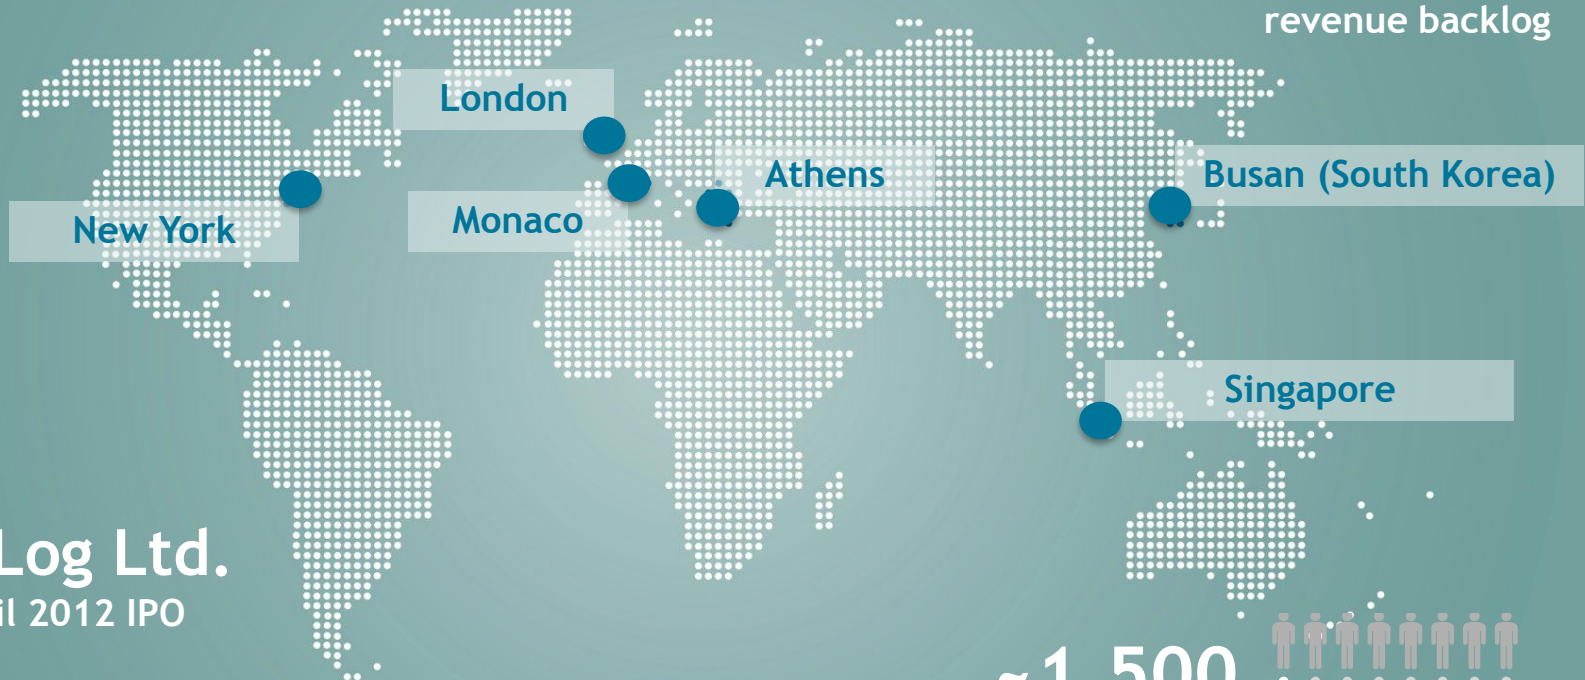 revenue backlog
London
Athens
Busan (South Korea)
Monaco
New York
Singapore
Log Ltd.
il 2012 IPO
~1,500